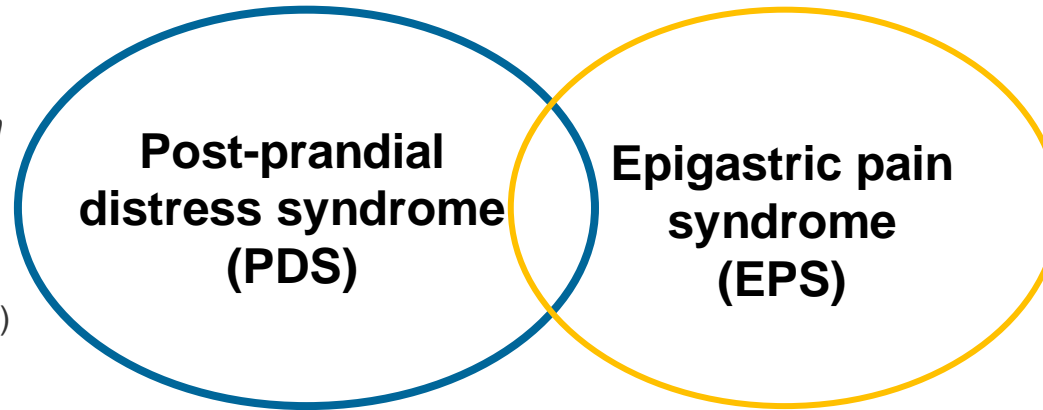 Post-prandial
distress syndrome
(PDS)
Epigastric pain
syndrome
(EPS)
)